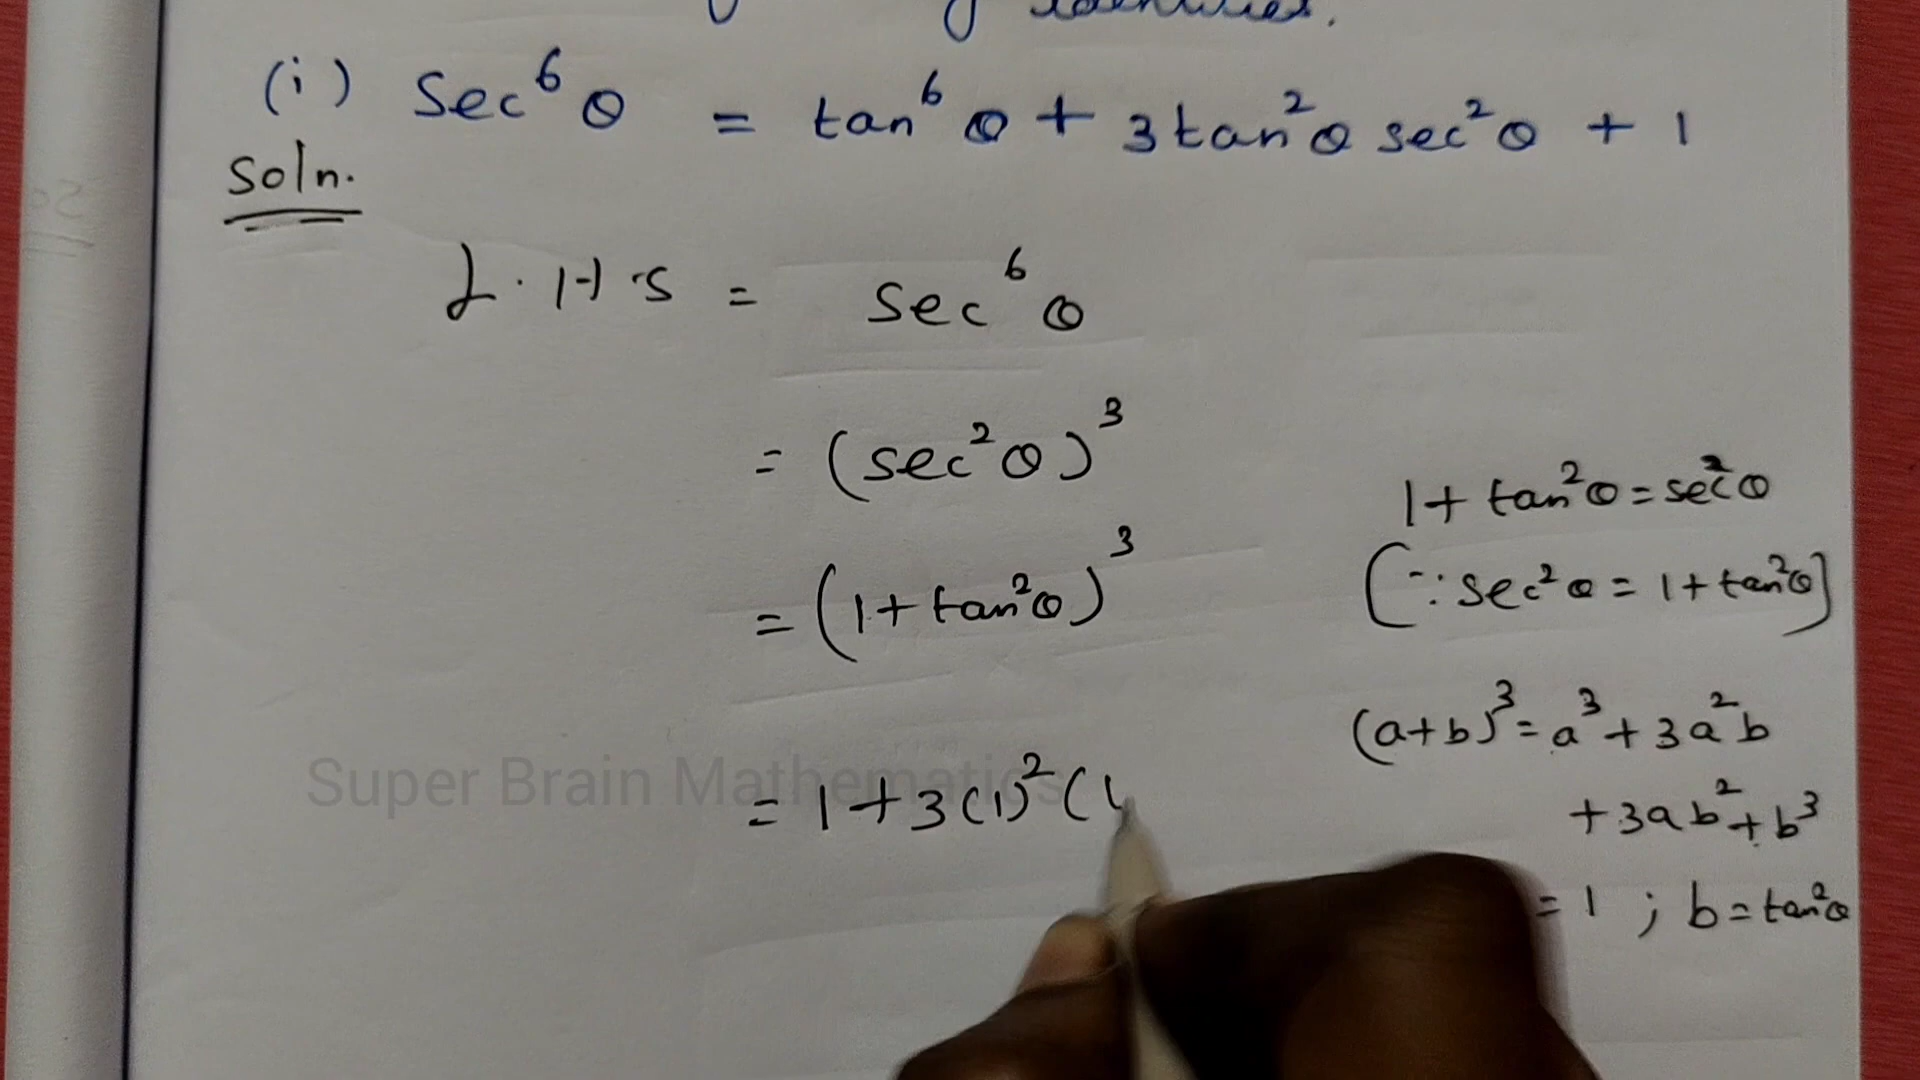 identities.
(i) Sec⁶θ = tan⁶θ + 3tan²θ sec²θ + 1
Soln.
L.H.S = Sec⁶θ
= (sec²θ)³
1 + tan²θ = sec²θ
= (1 + tan²θ)³
(∵ sec²θ = 1 + tan²θ)
(a+b)³ = a³ + 3a²b
+ 3ab² + b³
Super Brain Mathematics
= 1 + 3(1)² (
= 1 ; b = tan²θ